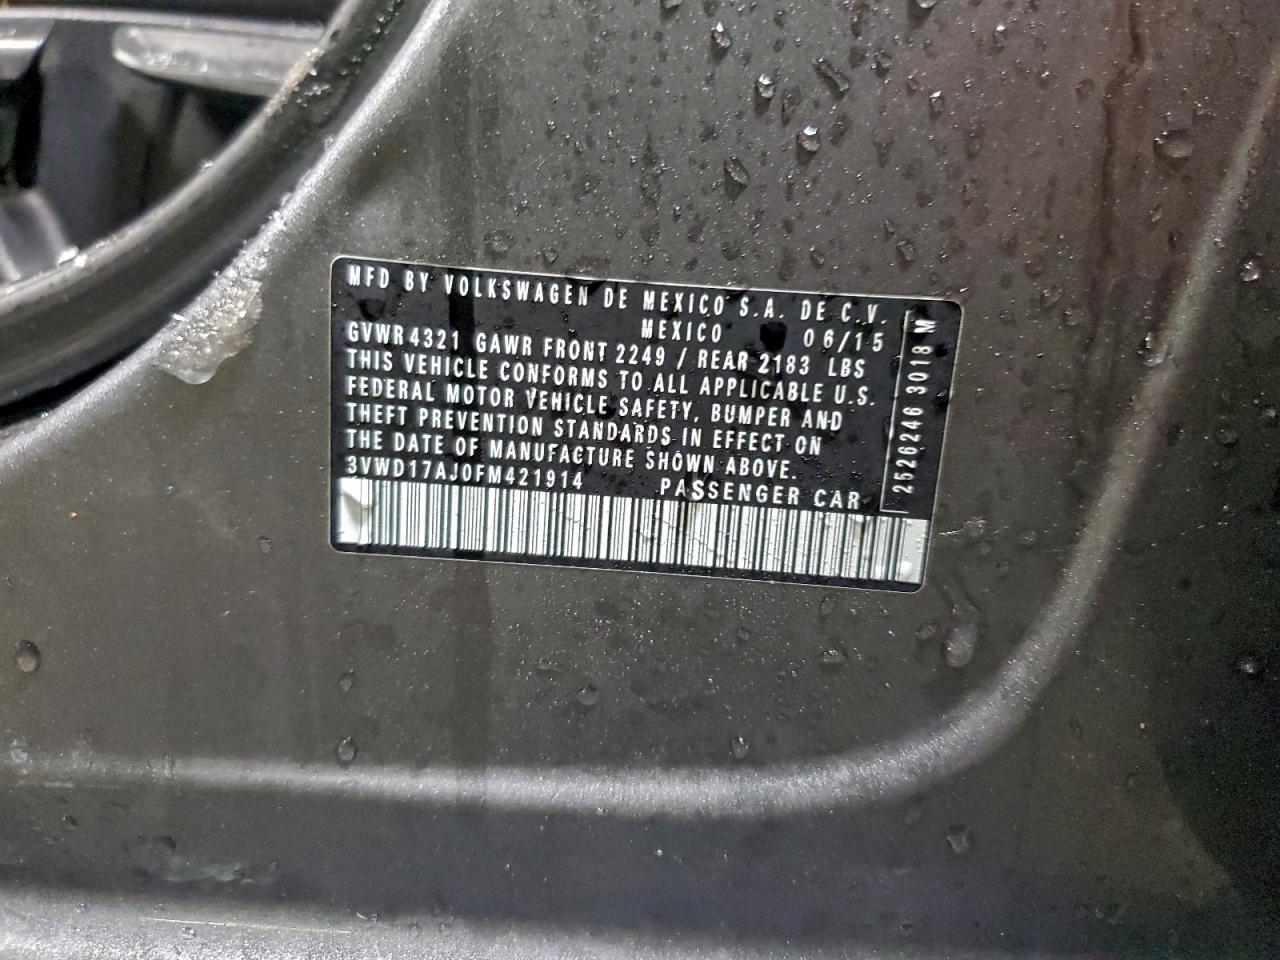 MFD BY VOLKSWAGEN DE MEXICO S.A. DE C.V.
MEXICO 06/15
GVWR 4321 GAWR FRONT 2249 / REAR 2183 LBS
THIS VEHICLE CONFORMS TO ALL APPLICABLE U.S.
FEDERAL MOTOR VEHICLE SAFETY, BUMPER AND
THEFT PREVENTION STANDARDS IN EFFECT ON
THE DATE OF MANUFACTURE SHOWN ABOVE.
3VWD17AJ0FM421914 PASSENGER CAR
2526246 3018 M